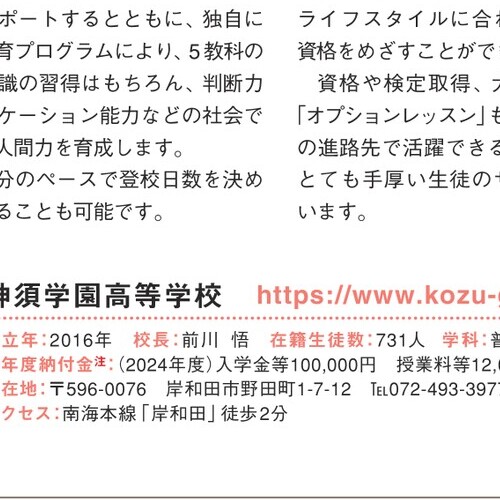 ポートするとともに、独自に
育プログラムにより、5教科の
識の習得はもちろん、判断力
ケーション能力などの社会で
人間力を育成します。
分のペースで登校日数を決め
ることも可能です。
ライフスタイルに合わ
資格をめざすことがで
資格や検定取得、
「オプションレッスン」も
の進路先で活躍できる
とても手厚い生徒の
います。
神須学園高等学校 https://www.kozu-g
立年：2016年 校長：前川 悟 在籍生徒数：731人 学科：普
年度納付金注：（2024年度）入学金等100,000円 授業料等12,0
在地：〒596-0076 岸和田市野田町1-7-12 ℡072-493-3977
クセス：南海本線「岸和田」徒歩2分